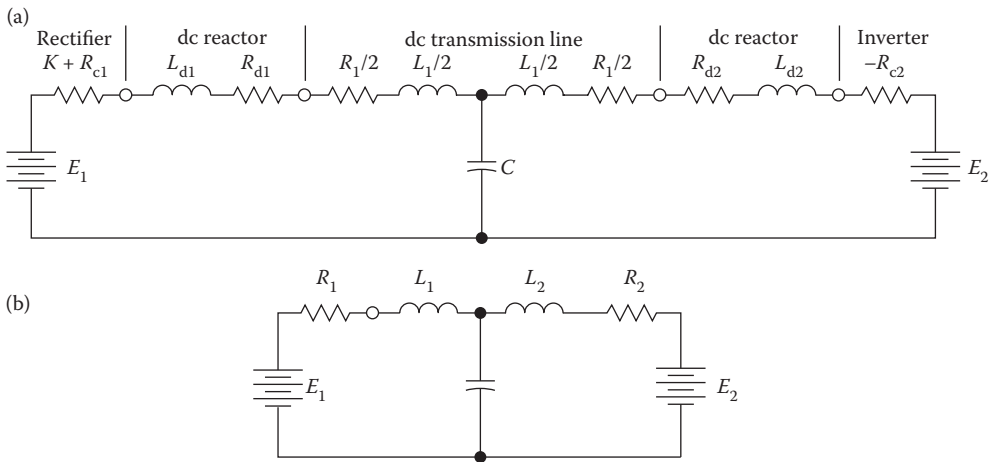 (a)
Rectifier dc reactor dc transmission line dc reactor Inverter
K + R_c1 L_d1 R_d1 R_1/2 L_1/2 L_1/2 R_1/2 R_d2 L_d2 –R_c2
E_1 C E_2
(b)
R_1 L_1 L_2 R_2
E_1 E_2